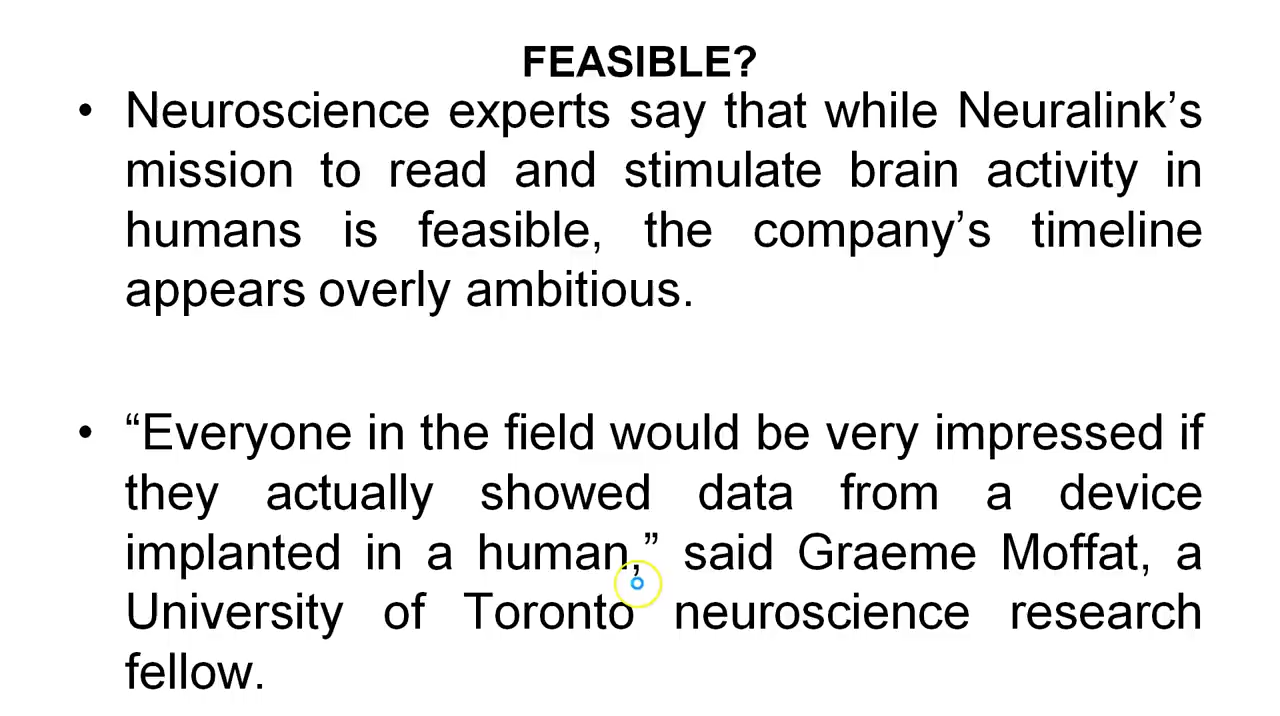 FEASIBLE?
• Neuroscience experts say that while Neuralink’s
mission to read and stimulate brain activity in
humans is feasible, the company’s timeline
appears overly ambitious.
• “Everyone in the field would be very impressed if
they actually showed data from a device
implanted in a human,” said Graeme Moffat, a
University of Toronto neuroscience research
fellow.